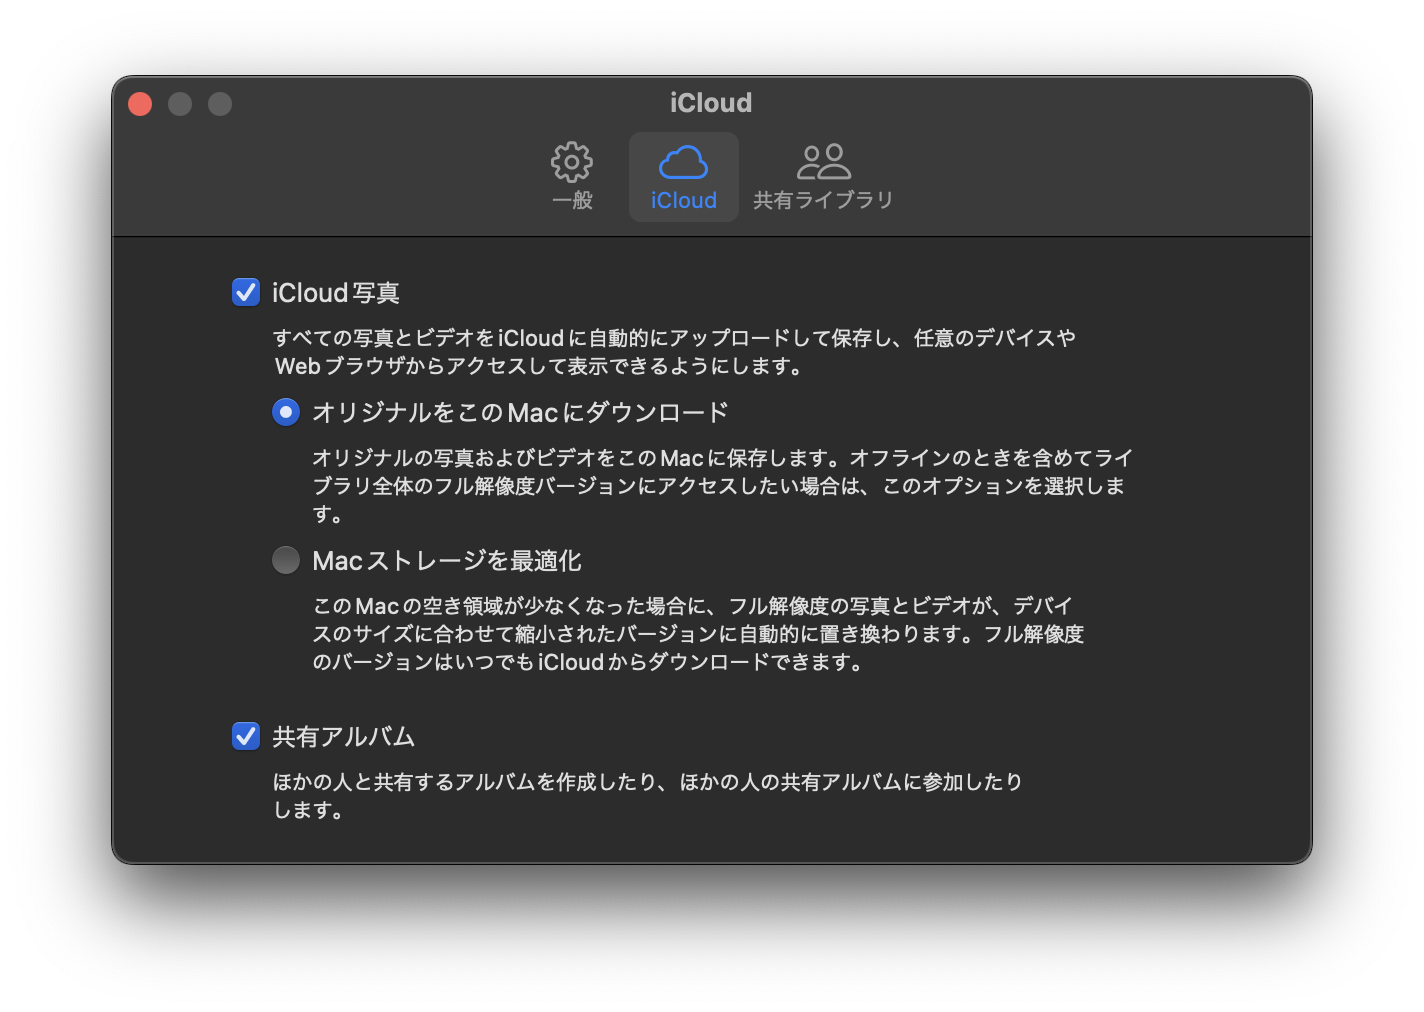 iCloud
一般
iCloud
共有ライブラリ
iCloud写真
すべての写真とビデオをiCloudに自動的にアップロードして保存し、任意のデバイスや
Webブラウザからアクセスして表示できるようにします。
オリジナルをこのMacにダウンロード
オリジナルの写真およびビデオをこのMacに保存します。オフラインのときを含めてライ
ブラリ全体のフル解像度バージョンにアクセスしたい場合は、このオプションを選択しま
す。
Macストレージを最適化
このMacの空き領域が少なくなった場合に、フル解像度の写真とビデオが、デバイ
スのサイズに合わせて縮小されたバージョンに自動的に置き換わります。フル解像度
のバージョンはいつでもiCloudからダウンロードできます。
共有アルバム
ほかの人と共有するアルバムを作成したり、ほかの人の共有アルバムに参加したり
します。